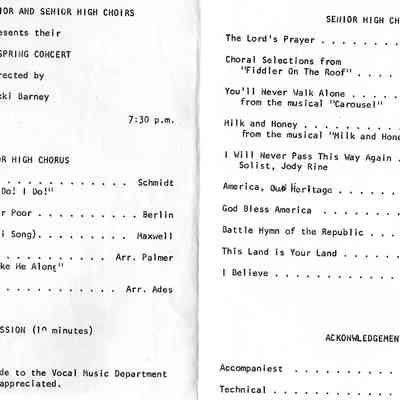 IOR AND SENIOR HIGH CHOIRS
esents their
SPRING CONCERT
rected by
kki Barney
7:30 p.m.
OR HIGH CHORUS
. . . . . . . . . . . . Schmidt
Do! I Do!"
r Poor . . . . . . . . . . Berlin
i Song). . . . . . . . . Maxwell
. . . . . . . . . . . Arr. Palmer
ke Me Along"
. . . . . . . . . . . . Arr. Ades
SSION (10 minutes)
de to the Vocal Music Department
appreciated.
SENIOR HIGH CH
The Lord's Prayer . . . . . . . .
Choral Selections from
"Fiddler On The Roof" . . . .
You'll Never Walk Alone . . . . .
from the musical "Carousel"
Milk and Honey . . . . . . . . .
from the musical "Milk and Hone
I Will Never Pass This Way Again .
Solist, Jody Rine
America, Our Heritage . . . . . .
God Bless America . . . . . . . .
Battle Hymn of the Republic . . .
This Land is Your Land . . . . .
I Believe . . . . . . . . . . . .
ACKNOWLEDGEMEN
Accompaniest . . . . . . . . . .
Technical . . . . . . . . . . . .